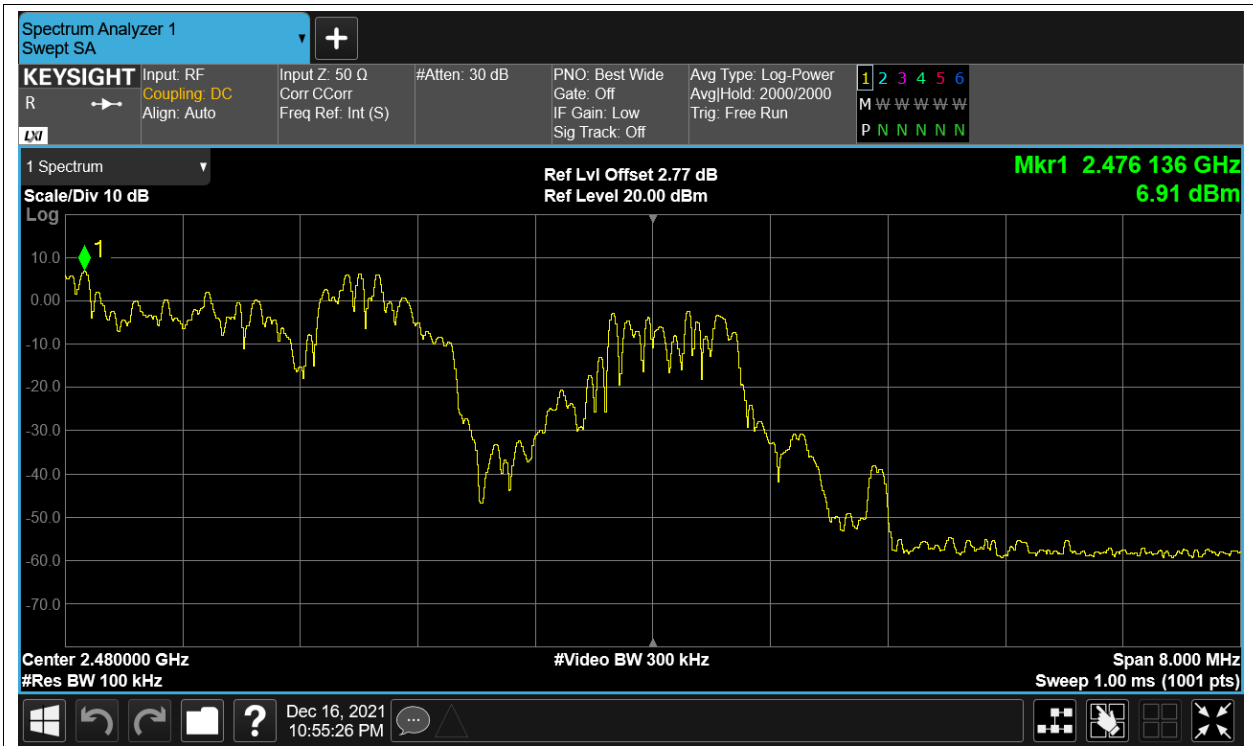 Spectrum Analyzer 1
Swept SA
KEYSIGHT
R
LXI
Input: RF
Coupling: DC
Align: Auto
Input Z: 50 Ω
Corr CCorr
Freq Ref: Int (S)
#Atten: 30 dB
PNO: Best Wide
Gate: Off
IF Gain: Low
Sig Track: Off
Avg Type: Log-Power
Avg|Hold: 2000/2000
Trig: Free Run
1 2 3 4 5 6
M W W W W W W
P N N N N N
1 Spectrum
Scale/Div 10 dB
Log
Ref Lvl Offset 2.77 dB
Ref Level 20.00 dBm
Mkr1 2.476 136 GHz
6.91 dBm
1
10.0
0.00
-10.0
-20.0
-30.0
-40.0
-50.0
-60.0
-70.0
Center 2.480000 GHz
#Res BW 100 kHz
#Video BW 300 kHz
Span 8.000 MHz
Sweep 1.00 ms (1001 pts)
?
Dec 16, 2021
10:55:26 PM